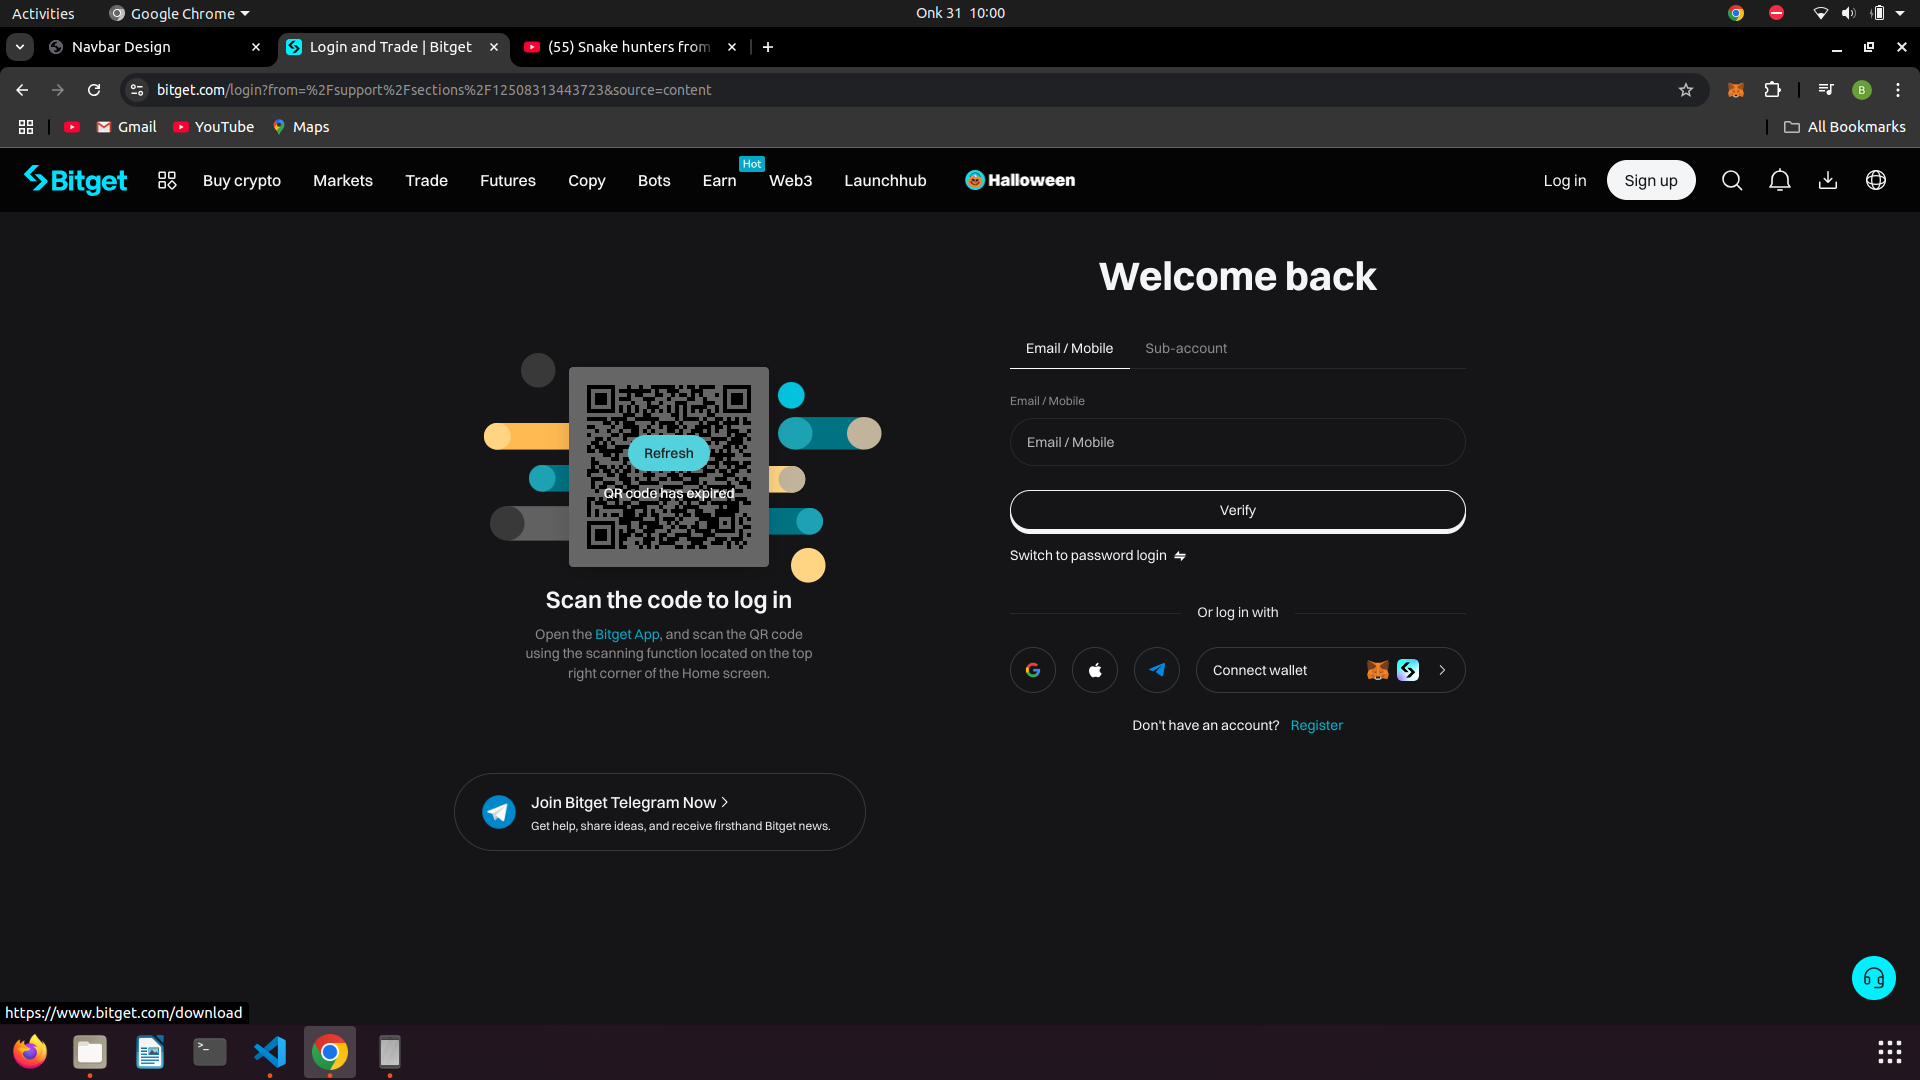 Activities
Google Chrome
Onk 31 10:00
Navbar Design
Login and Trade | Bitget
(55) Snake hunters from
bitget.com/login?from=%2Fsupport%2Fsections%2F12508313443723&source=content
B
Gmail
YouTube
Maps
All Bookmarks
Bitget
Buy crypto
Markets
Trade
Futures
Copy
Bots
Earn
Hot
Web3
Launchhub
Halloween
Log in
Sign up
Refresh
QR code has expired
Scan the code to log in
Open the Bitget App, and scan the QR code
using the scanning function located on the top
right corner of the Home screen.
Join Bitget Telegram Now
Get help, share ideas, and receive firsthand Bitget news.
Welcome back
Email / Mobile
Sub-account
Email / Mobile
Email / Mobile
Verify
Switch to password login
Or log in with
Connect wallet
Don't have an account? Register
https://www.bitget.com/download